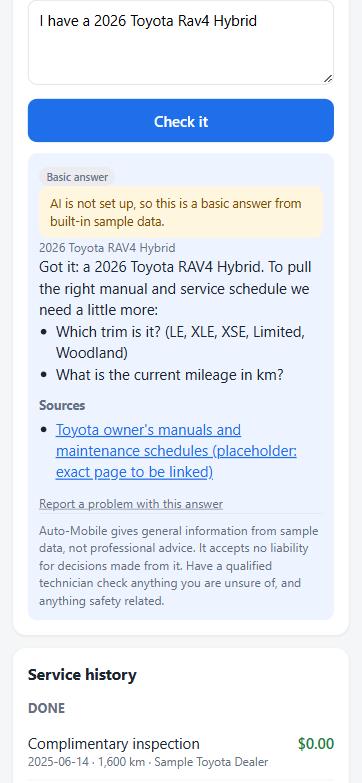 I have a 2026 Toyota Rav4 Hybrid
Check it
Basic answer
AI is not set up, so this is a basic answer from
built-in sample data.
2026 Toyota RAV4 Hybrid
Got it: a 2026 Toyota RAV4 Hybrid. To pull
the right manual and service schedule we
need a little more:
• Which trim is it? (LE, XLE, XSE, Limited,
Woodland)
• What is the current mileage in km?
Sources
• Toyota owner's manuals and
maintenance schedules (placeholder:
exact page to be linked)
Report a problem with this answer
Auto-Mobile gives general information from sample
data, not professional advice. It accepts no liability
for decisions made from it. Have a qualified
technician check anything you are unsure of, and
anything safety related.
Service history
DONE
Complimentary inspection $0.00
2025-06-14 · 1,600 km · Sample Toyota Dealer